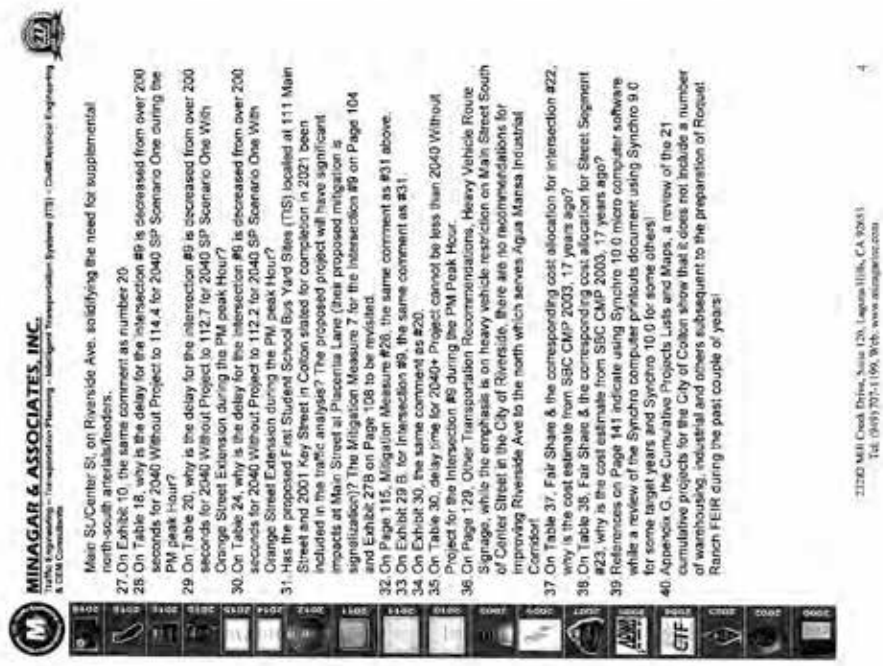 MINAGAR & ASSOCIATES, INC.
Traffic Engineering – Transportation Planning – Intelligent Transportation Systems (ITS) – Civil/Electrical Engineering
& CEM Consultants
Main St./Center St, on Riverside Ave. solidifying the need for supplemental
north-south arterials/feeders.
27. On Exhibit 10, the same comment as number 20
28. On Table 18, why is the delay for the intersection #9 is decreased from over 200
seconds for 2040 Without Project to 114.4 for 2040 SP Scenario One during the
PM peak Hour?
29. On Table 20, why is the delay for the intersection #9 is decreased from over 200
seconds for 2040 Without Project to 112.7 for 2040 SP Scenario One With
Orange Street Extension during the PM peak Hour?
30. On Table 24, why is the delay for the intersection #9 is decreased from over 200
seconds for 2040 Without Project to 112.2 for 2040 SP Scenario One With
Orange Street Extension during the PM peak Hour?
31. Has the proposed First Student School Bus Yard Sites (TIS) located at 111 Main
Street and 2001 Key Street in Colton slated for completion in 2021 been
included in the traffic analysis? The proposed project will have significant
impacts at Main Street at Placentia Lane (their proposed mitigation is
signalization)? The Mitigation Measure 7 for the Intersection #9 on Page 104
and Exhibit 27B on Page 108 to be revisited.
32. On Page 115, Mitigation Measure #26, the same comment as #31 above.
33 On Exhibit 29 B, for Intersection #9, the same comment as #31.
34. On Exhibit 30, the same comment as #20.
35 On Table 30, delay time for 2040+ Project cannot be less than 2040 Without
Project for the Intersection #9 during the PM Peak Hour.
36. On Page 129, Other Transportation Recommendations, Heavy Vehicle Route
Signage, while the emphasis is on heavy vehicle restriction on Main Street South
of Center Street in the City of Riverside, there are no recommendations for
improving Riverside Ave to the north which serves Agua Mansa Industrial
Corridor!
37 On Table 37, Fair Share & the corresponding cost allocation for Intersection #22,
why is the cost estimate from SBC CMP 2003, 17 years ago?
38. On Table 38, Fair Share & the corresponding cost allocation for Street Segment
#23, why is the cost estimate from SBC CMP 2003, 17 years ago?
39 References on Page 141 indicate using Synchro 10.0 micro computer software
while a review of the Synchro computer printouts document using Synchro 9.0
for some target years and Synchro 10.0 for some others!
40. Appendix G, the Cumulative Projects Lists and Maps, a review of the 21
cumulative projects for the City of Colton show that it does not include a number
of warehousing, industrial and others subsequent to the preparation of Roquet
Ranch FEIR during the past couple of years!
23282 Mill Creek Drive, Suite 120, Laguna Hills, CA 92653
Tel: (949) 707-1199, Web: www.minagarinc.com
4